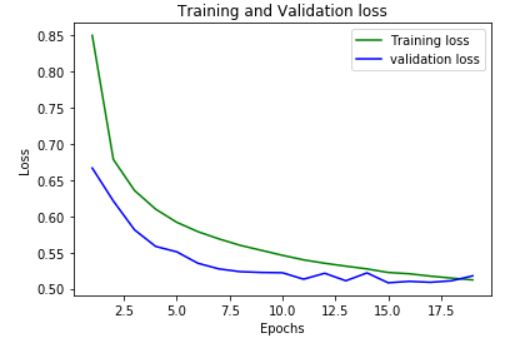 Training and Validation loss
Training loss
validation loss
0.85
0.80
0.75
0.70
0.65
0.60
0.55
0.50
Loss
2.5 5.0 7.5 10.0 12.5 15.0 17.5
Epochs